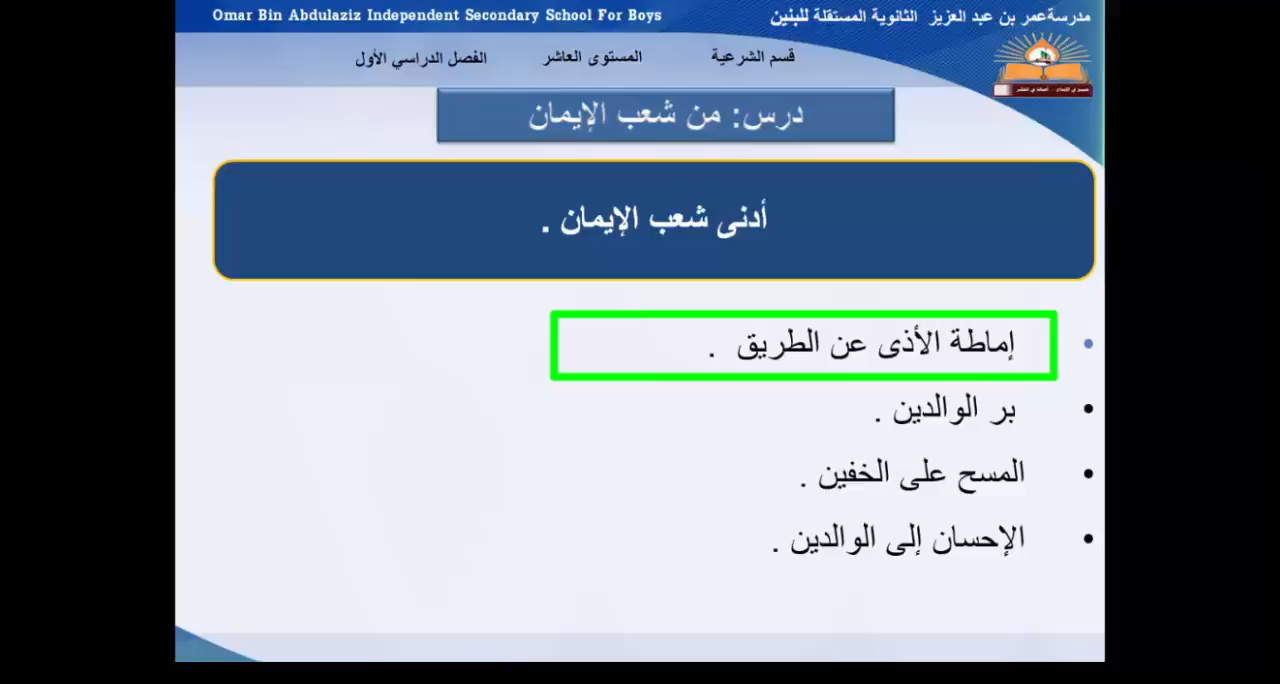 Omar Bin Abdulaziz Independent Secondary School For Boys
مدرسةعمر بن عبد العزيز الثانوية المستقلة للبنين
قسم الشرعية المستوى العاشر الفصل الدراسي الأول
درس: من شعب الإيمان
أدنى شعب الإيمان .
إماطة الأذى عن الطريق .
بر الوالدين .
المسح على الخفين .
الإحسان إلى الوالدين .